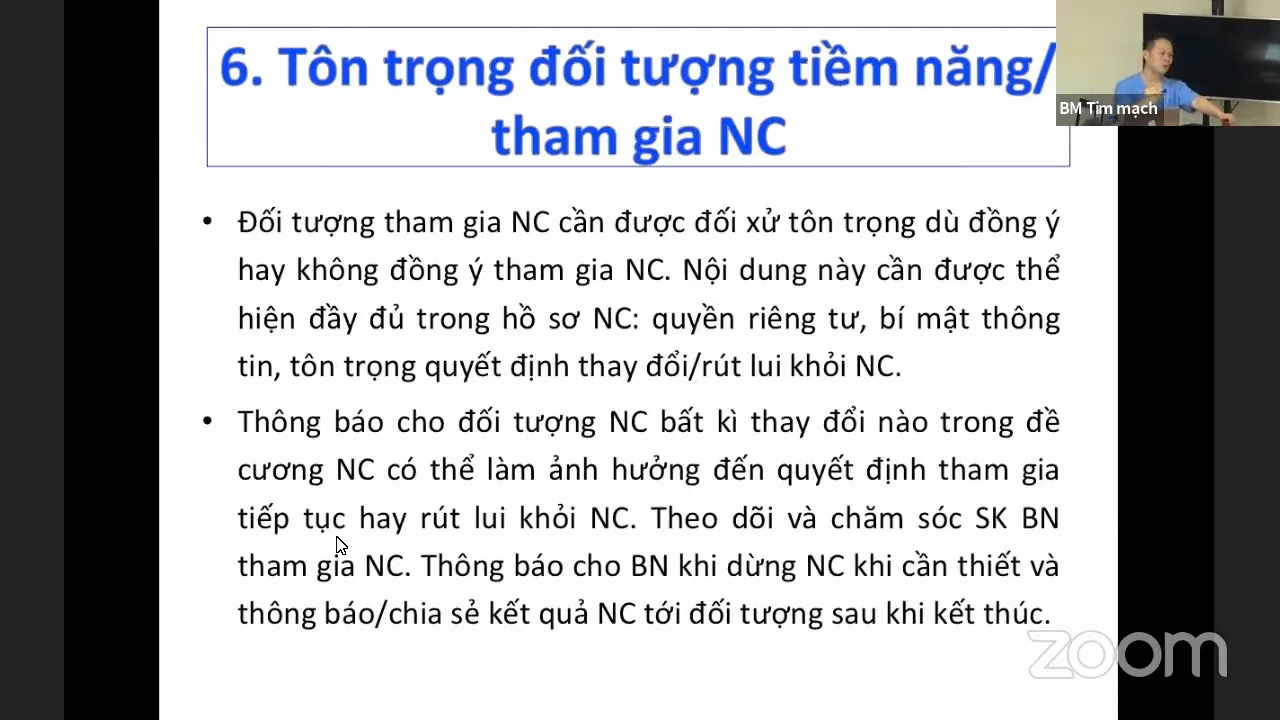 6. Tôn trọng đối tượng tiềm năng/
tham gia NC
BM Tim mạch
• Đối tượng tham gia NC cần được đối xử tôn trọng dù đồng ý
hay không đồng ý tham gia NC. Nội dung này cần được thể
hiện đầy đủ trong hồ sơ NC: quyền riêng tư, bí mật thông
tin, tôn trọng quyết định thay đổi/rút lui khỏi NC.
• Thông báo cho đối tượng NC bất kì thay đổi nào trong đề
cương NC có thể làm ảnh hưởng đến quyết định tham gia
tiếp tục hay rút lui khỏi NC. Theo dõi và chăm sóc SK BN
tham gia NC. Thông báo cho BN khi dừng NC khi cần thiết và
thông báo/chia sẻ kết quả NC tới đối tượng sau khi kết thúc.
zoom